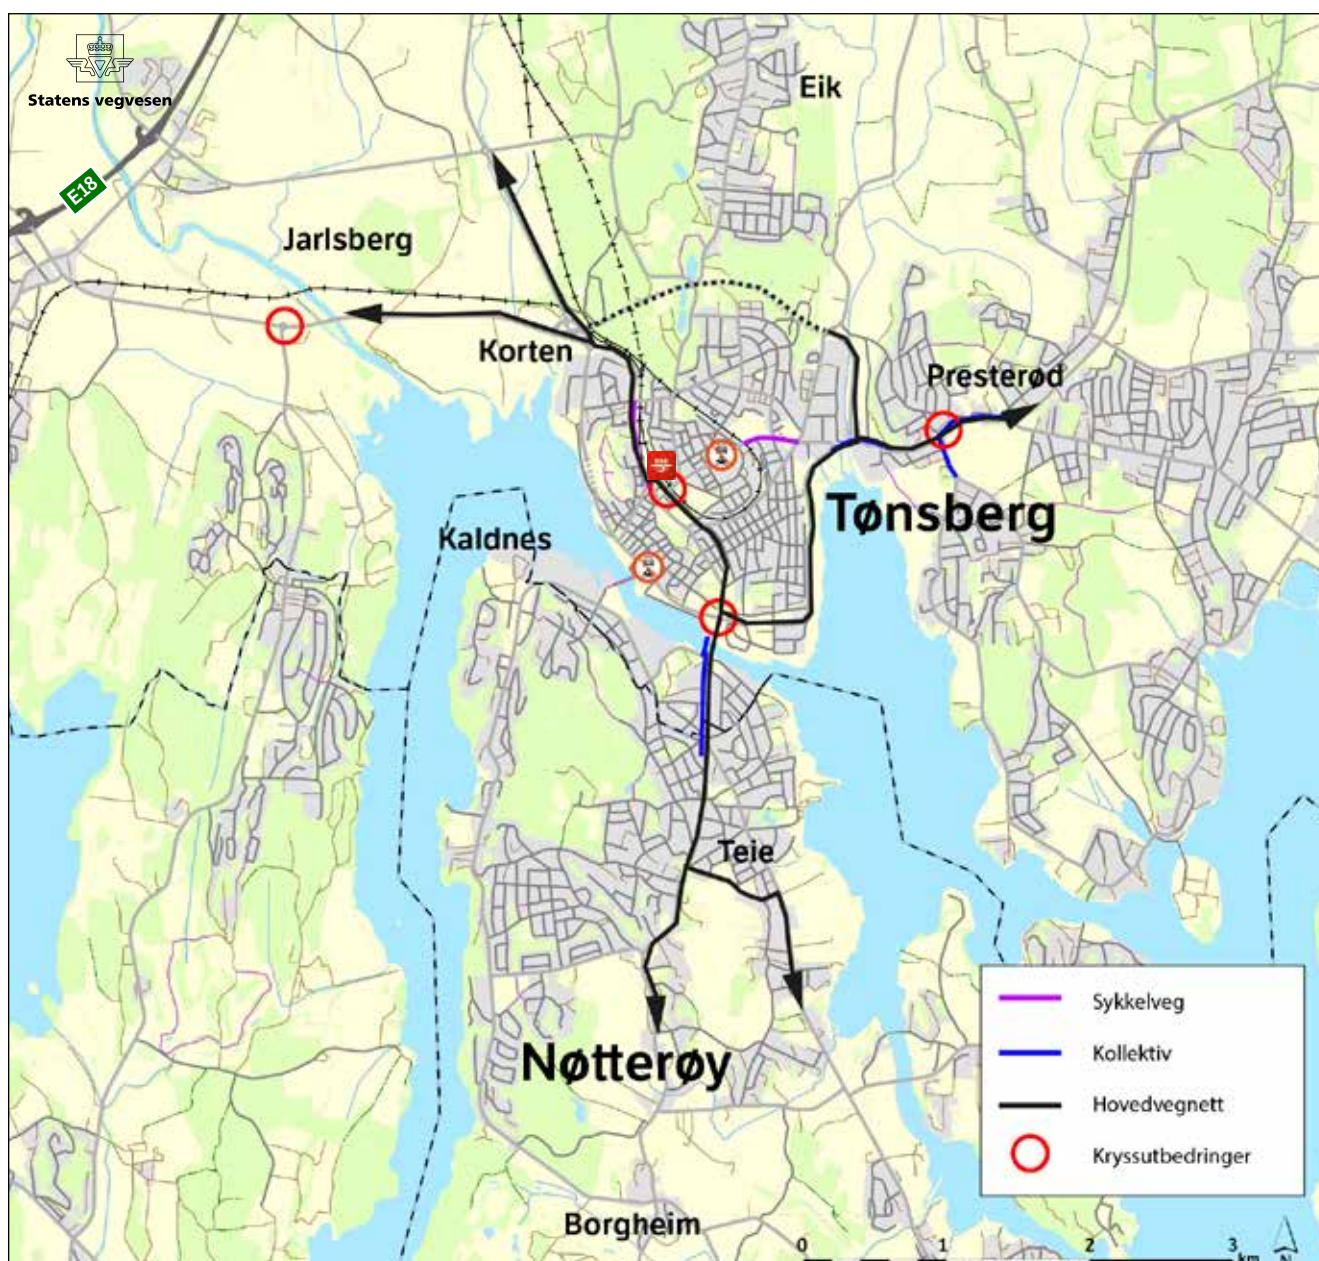 Statens vegvesen
E18
Eik
Jarlsberg
Korten
Presterød
Tønsberg
Kaldnes
Teie
Nøtterøy
Borgheim
Sykkelveg
Kollektiv
Hovedvegnett
Kryssutbedringer
0 1 2 3
km
N